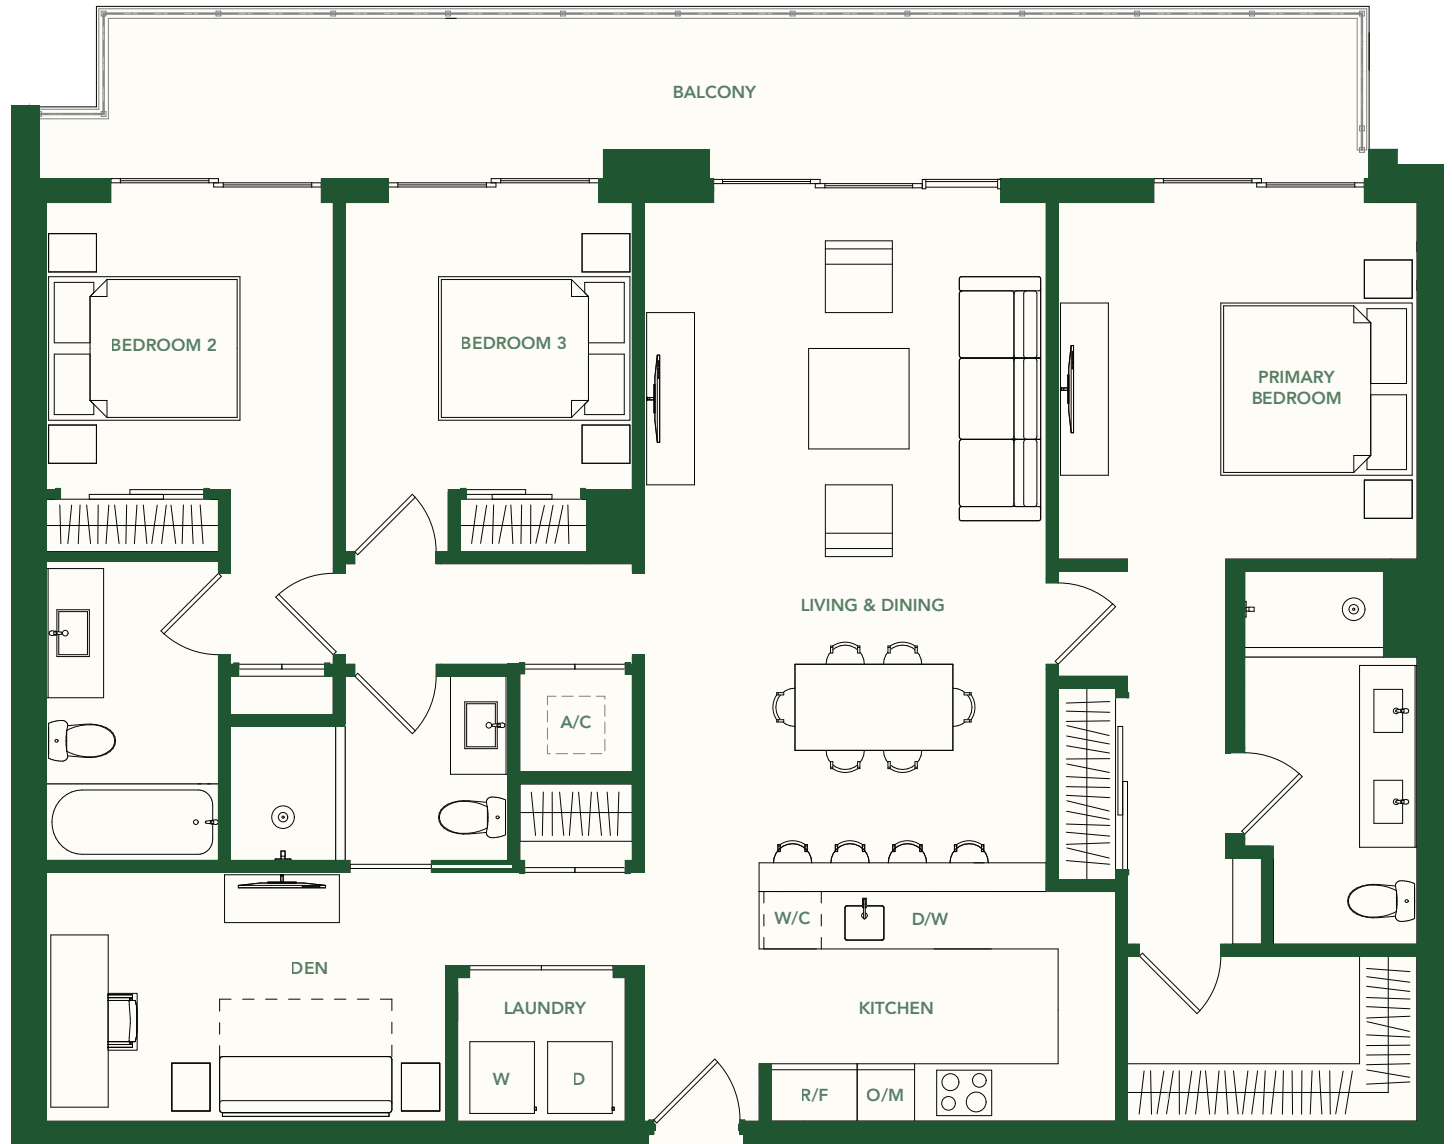 BALCONY
BEDROOM 2
BEDROOM 3
PRIMARY
BEDROOM
LIVING & DINING
A/C
W/C
D/W
DEN
LAUNDRY
KITCHEN
W
D
R/F
O/M